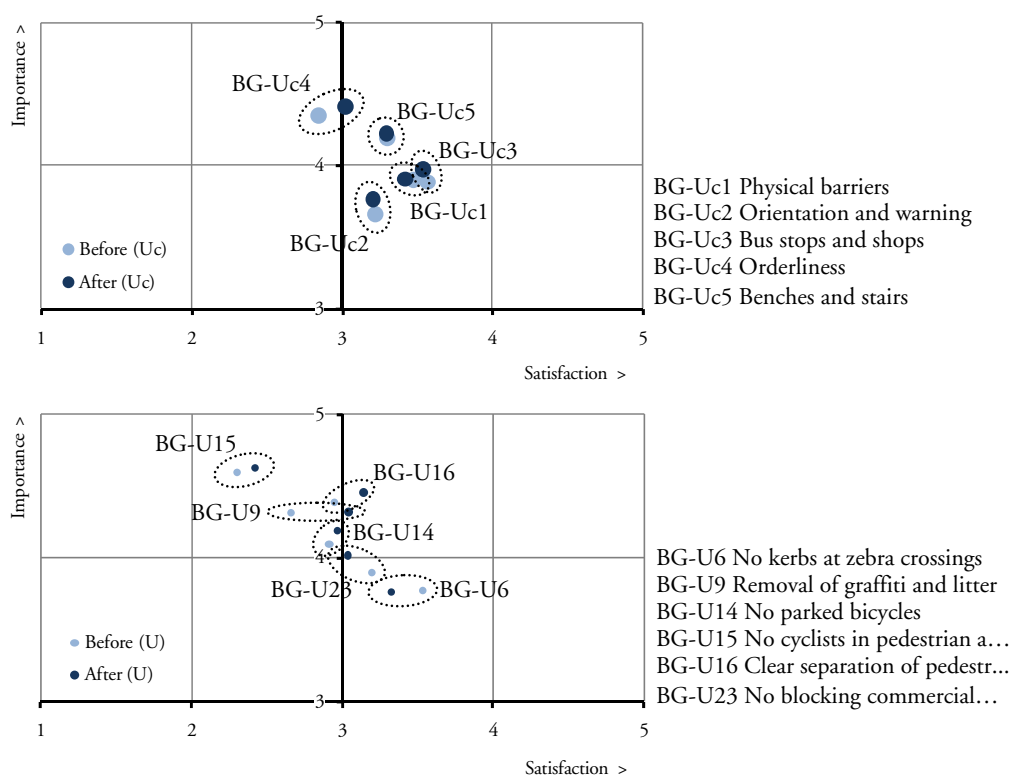 Importance >
5
BG-Uc4
BG-Uc5
BG-Uc3
4
BG-Uc1
BG-Uc2
Before (Uc)
After (Uc)
3
1 2 3 4 5
Satisfaction >
BG-Uc1 Physical barriers
BG-Uc2 Orientation and warning
BG-Uc3 Bus stops and shops
BG-Uc4 Orderliness
BG-Uc5 Benches and stairs
Importance >
5
BG-U15
BG-U16
BG-U9
BG-U14
4
BG-U23
BG-U6
Before (U)
After (U)
3
1 2 3 4 5
Satisfaction >
BG-U6 No kerbs at zebra crossings
BG-U9 Removal of graffiti and litter
BG-U14 No parked bicycles
BG-U15 No cyclists in pedestrian a…
BG-U16 Clear separation of pedestr...
BG-U23 No blocking commercial…